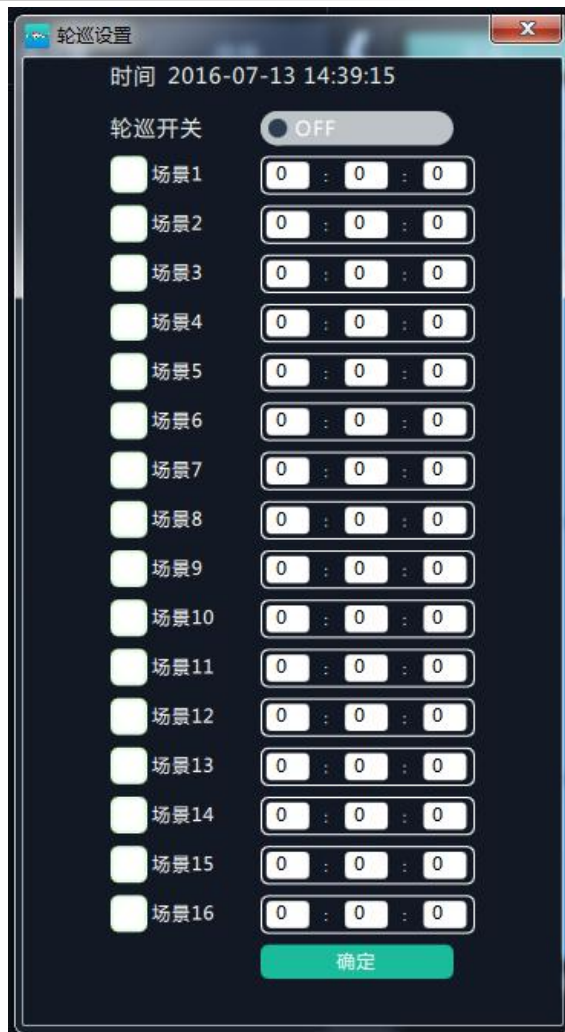 轮巡设置
时间 2016-07-13 14:39:15
轮巡开关 OFF
场景1 0 : 0 : 0
场景2 0 : 0 : 0
场景3 0 : 0 : 0
场景4 0 : 0 : 0
场景5 0 : 0 : 0
场景6 0 : 0 : 0
场景7 0 : 0 : 0
场景8 0 : 0 : 0
场景9 0 : 0 : 0
场景10 0 : 0 : 0
场景11 0 : 0 : 0
场景12 0 : 0 : 0
场景13 0 : 0 : 0
场景14 0 : 0 : 0
场景15 0 : 0 : 0
场景16 0 : 0 : 0
确定